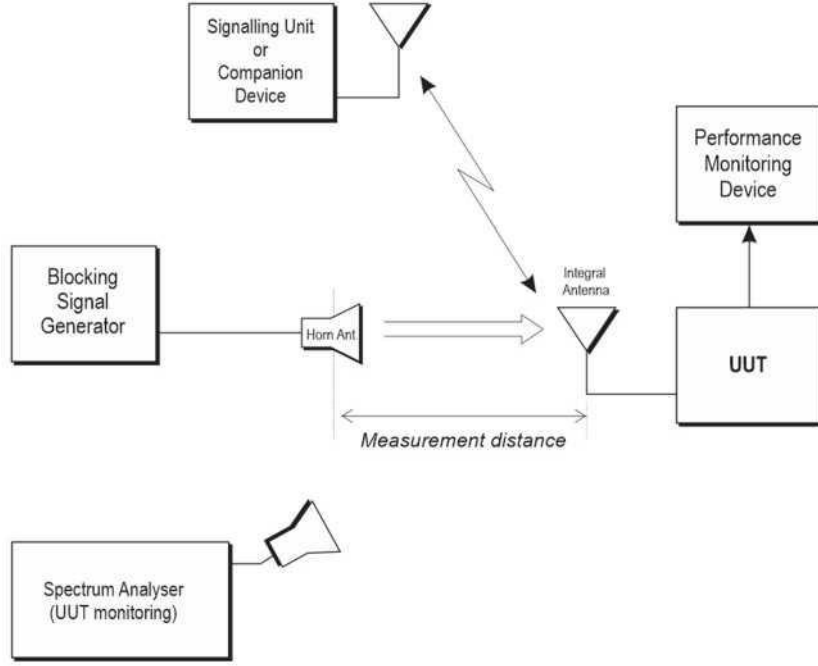 Signalling Unit
or
Companion
Device
Performance
Monitoring
Device
Blocking
Signal
Generator
Horn Ant.
Integral
Antenna
UUT
Measurement distance
Spectrum Analyser
(UUT monitoring)